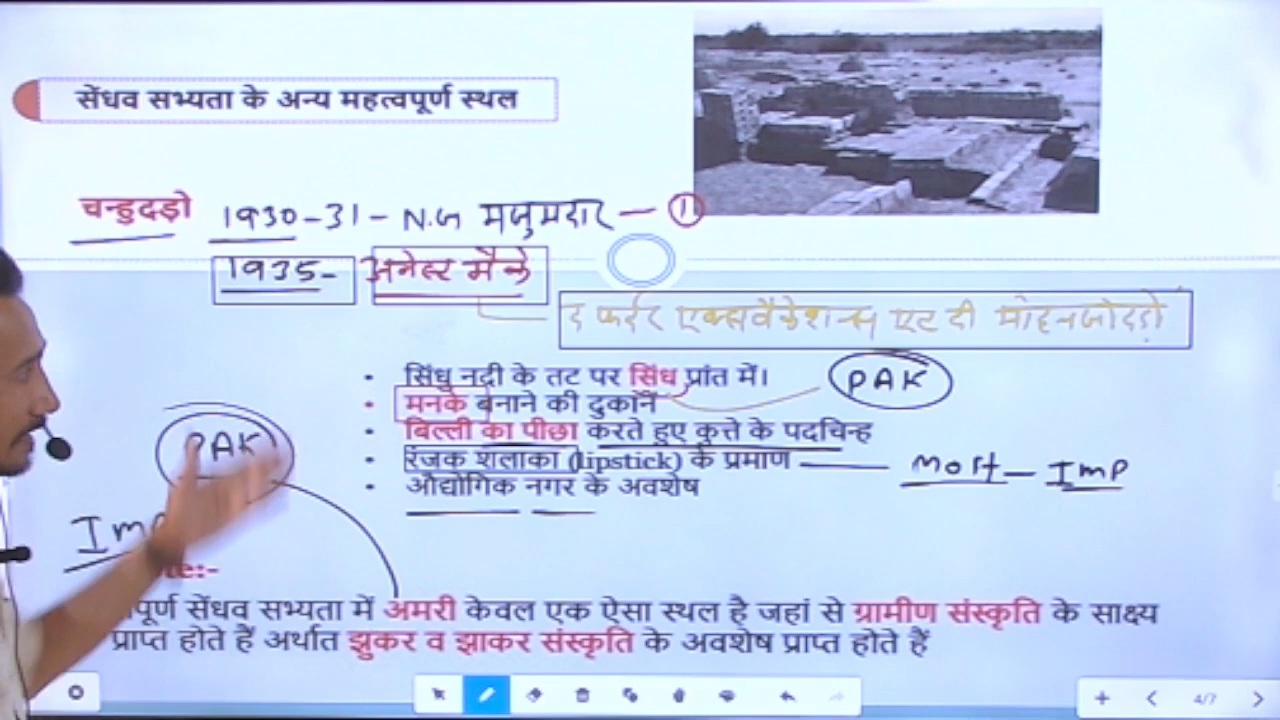 सेंधव सभ्यता के अन्य महत्वपूर्ण स्थल
चन्हुदड़ो 1930-31- N.G मजुमदार - 1
1935- अर्नेस्ट मैके
द फर्दर एक्सवैकेशन्स एट दी मोहनजोदड़ो
• सिंधु नदी के तट पर सिंध प्रांत में। PAK
• मनके बनाने की दुकानें
• बिल्ली का पीछा करते हुए कुत्ते के पदचिन्ह
• रंजक शलाका (lipstick) के प्रमाण Most - Imp
• औद्योगिक नगर के अवशेष
PAK
Imp
सेंधव सभ्यता में अमरी केवल एक ऐसा स्थल है जहां से ग्रामीण संस्कृति के साक्ष्य
प्राप्त होते हैं अर्थात झुकर व झाकर संस्कृति के अवशेष प्राप्त होते हैं
4/7